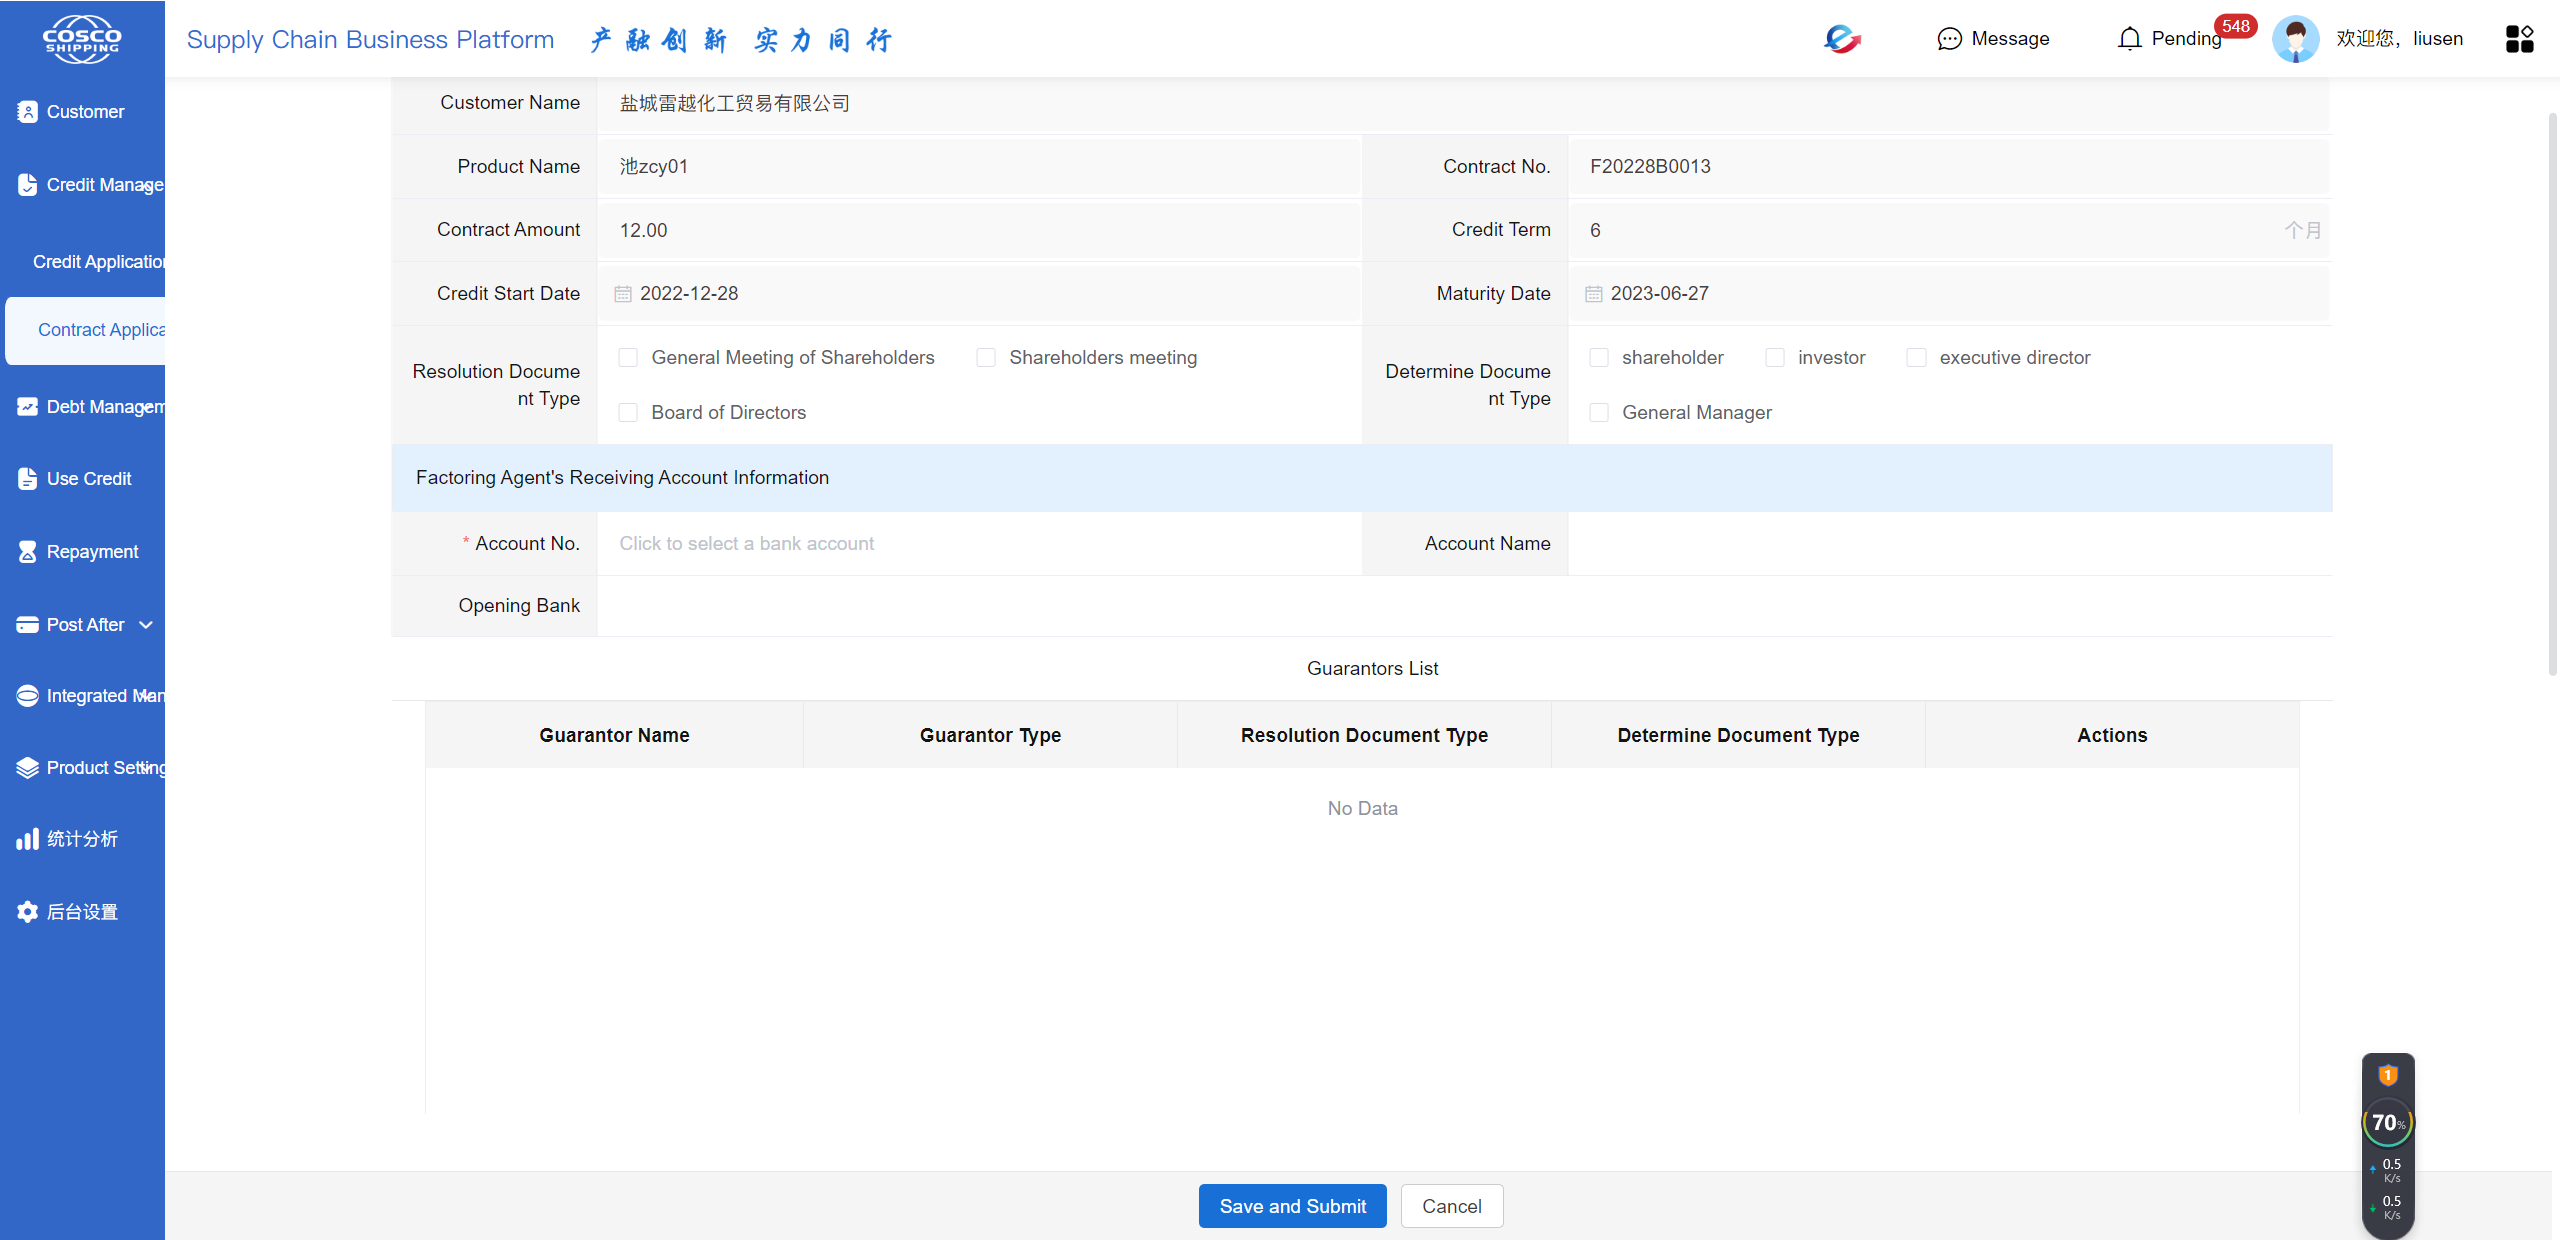 COSCO
SHIPPING
Supply Chain Business Platform
产融创新 实力同行
Message
Pending
548
欢迎您，liusen
Customer
Credit Manage
Credit Application
Contract Applica
Debt Managem
Use Credit
Repayment
Post After
Integrated Man
Product Setting
统计分析
后台设置
Customer Name
盐城雷越化工贸易有限公司
Product Name
池zcy01
Contract No.
F20228B0013
Contract Amount
12.00
Credit Term
6
个月
Credit Start Date
2022-12-28
Maturity Date
2023-06-27
Resolution Docume
nt Type
General Meeting of Shareholders
Shareholders meeting
Board of Directors
Determine Docume
nt Type
shareholder
investor
executive director
General Manager
Factoring Agent's Receiving Account Information
* Account No.
Click to select a bank account
Account Name
Opening Bank
Guarantors List
Guarantor Name
Guarantor Type
Resolution Document Type
Determine Document Type
Actions
No Data
Save and Submit
Cancel
1
70%
0.5
K/s
0.5
K/s